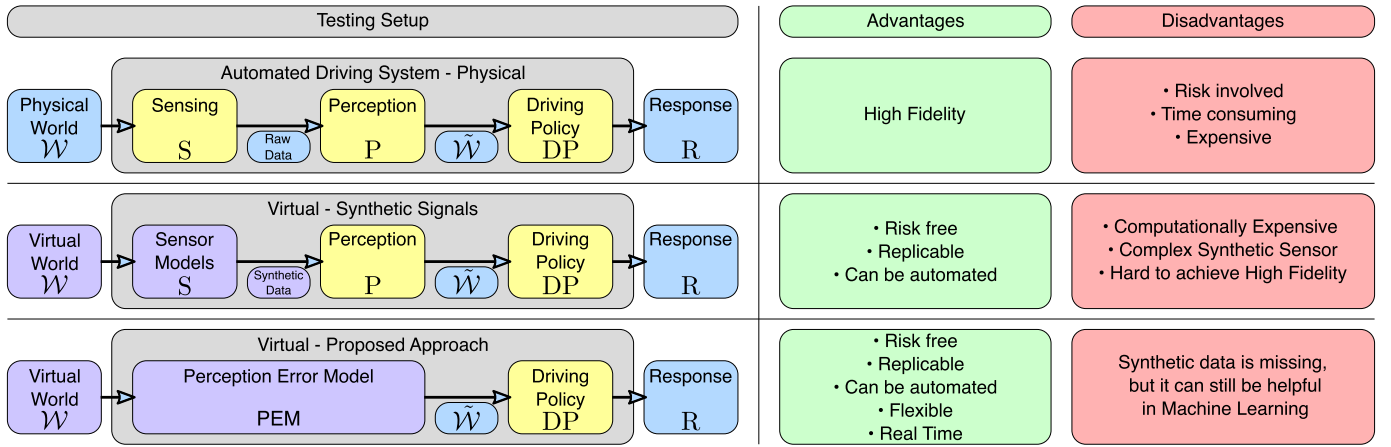 Testing Setup
Advantages
Disadvantages
Automated Driving System - Physical
Physical
World
𝒲
Sensing
S
Raw
Data
Perception
P
𝒲̃
Driving
Policy
DP
Response
R
High Fidelity
• Risk involved
• Time consuming
• Expensive
Virtual - Synthetic Signals
Virtual
World
𝒲
Sensor
Models
S
Synthetic
Data
Perception
P
𝒲̃
Driving
Policy
DP
Response
R
• Risk free
• Replicable
• Can be automated
• Computationally Expensive
• Complex Synthetic Sensor
• Hard to achieve High Fidelity
Virtual - Proposed Approach
Virtual
World
𝒲
Perception Error Model
PEM
𝒲̃
Driving
Policy
DP
Response
R
• Risk free
• Replicable
• Can be automated
• Flexible
• Real Time
Synthetic data is missing,
but it can still be helpful
in Machine Learning